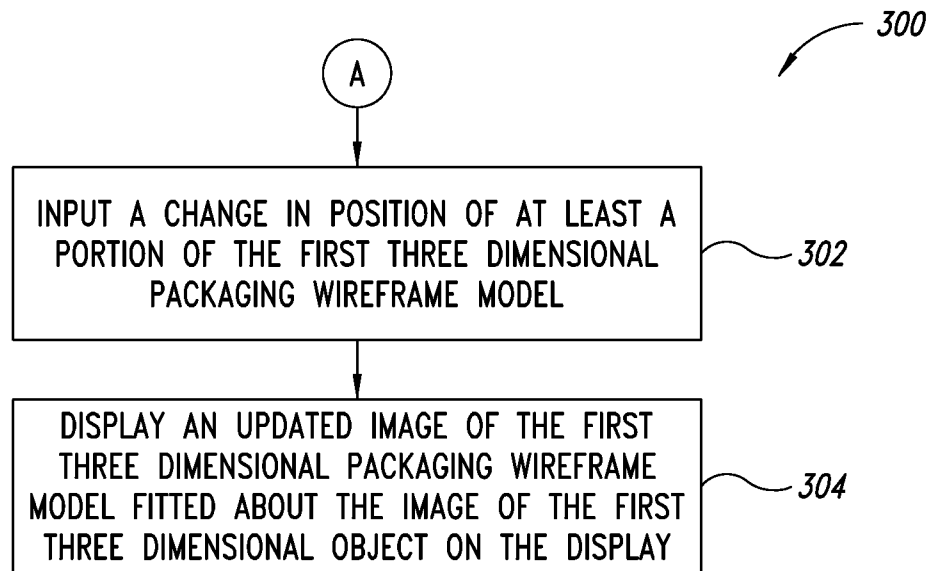 300
A
INPUT A CHANGE IN POSITION OF AT LEAST A
PORTION OF THE FIRST THREE DIMENSIONAL
PACKAGING WIREFRAME MODEL
302
DISPLAY AN UPDATED IMAGE OF THE FIRST
THREE DIMENSIONAL PACKAGING WIREFRAME
MODEL FITTED ABOUT THE IMAGE OF THE FIRST
THREE DIMENSIONAL OBJECT ON THE DISPLAY
304